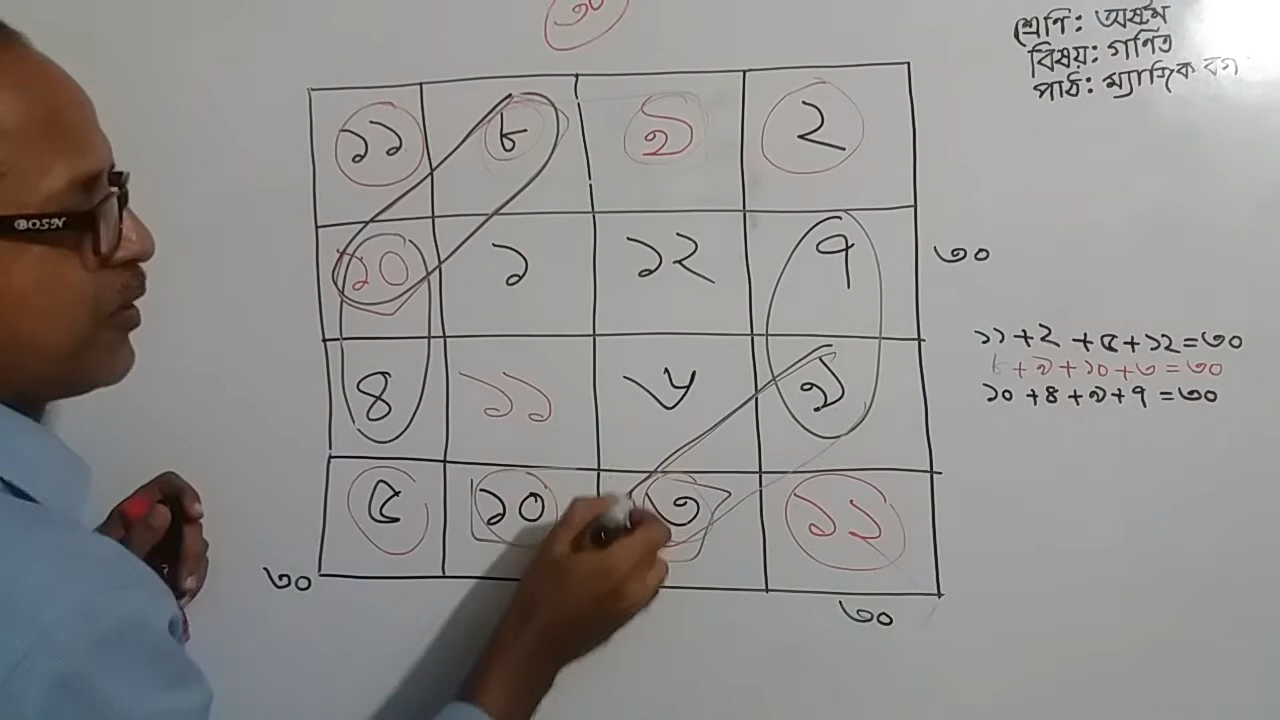 ৩০
শ্রেণি: অষ্টম
বিষয়: গণিত
পাঠ: ম্যাজিক বর্গ
১১ ৮ ৯ ২
BOSN
১০ ১ ১২ ৭ ৩০
১১ + ২ + ৫ + ১২ = ৩০
৮ + ৯ + ১০ + ৩ = ৩০
১০ + ৪ + ৯ + ৭ = ৩০
৪ ১১ ৬ ৯
৫ ১০ ৩ ১২
৩০
৩০